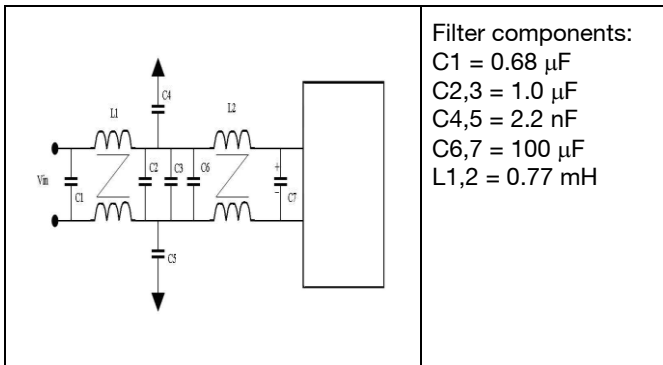 C4
L1
L2
C2
C3
C6
+
Vin
C1
−
C7
C5
Filter components:
C1 = 0.68 μF
C2,3 = 1.0 μF
C4,5 = 2.2 nF
C6,7 = 100 μF
L1,2 = 0.77 mH